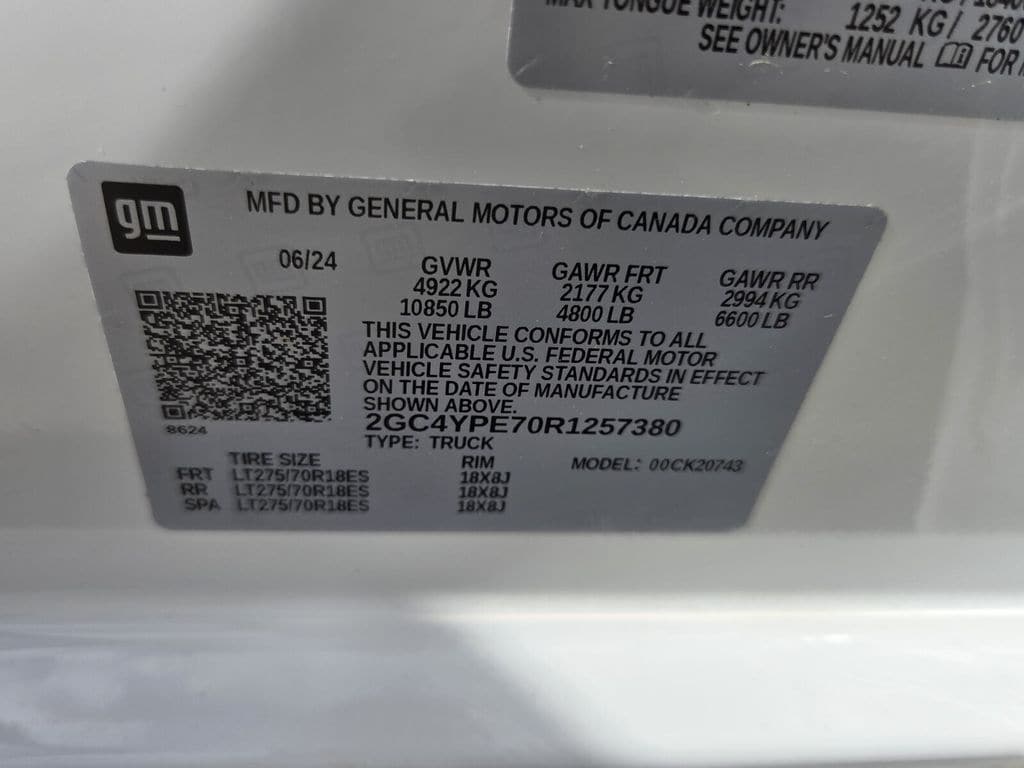 MAX TONGUE WEIGHT:
1252 KG/ 2760
SEE OWNER'S MANUAL
FOR
gm
MFD BY GENERAL MOTORS OF CANADA COMPANY
06/24
GVWR GAWR FRT GAWR RR
4922 KG 2177 KG 2994 KG
10850 LB 4800 LB 6600 LB
THIS VEHICLE CONFORMS TO ALL
APPLICABLE U.S. FEDERAL MOTOR
VEHICLE SAFETY STANDARDS IN EFFECT
ON THE DATE OF MANUFACTURE
SHOWN ABOVE.
8624
2GC4YPE70R1257380
TYPE: TRUCK
TIRE SIZE RIM MODEL: 00CK20743
FRT LT275/70R18ES 18X8J
RR LT275/70R18ES 18X8J
SPA LT275/70R18ES 18X8J